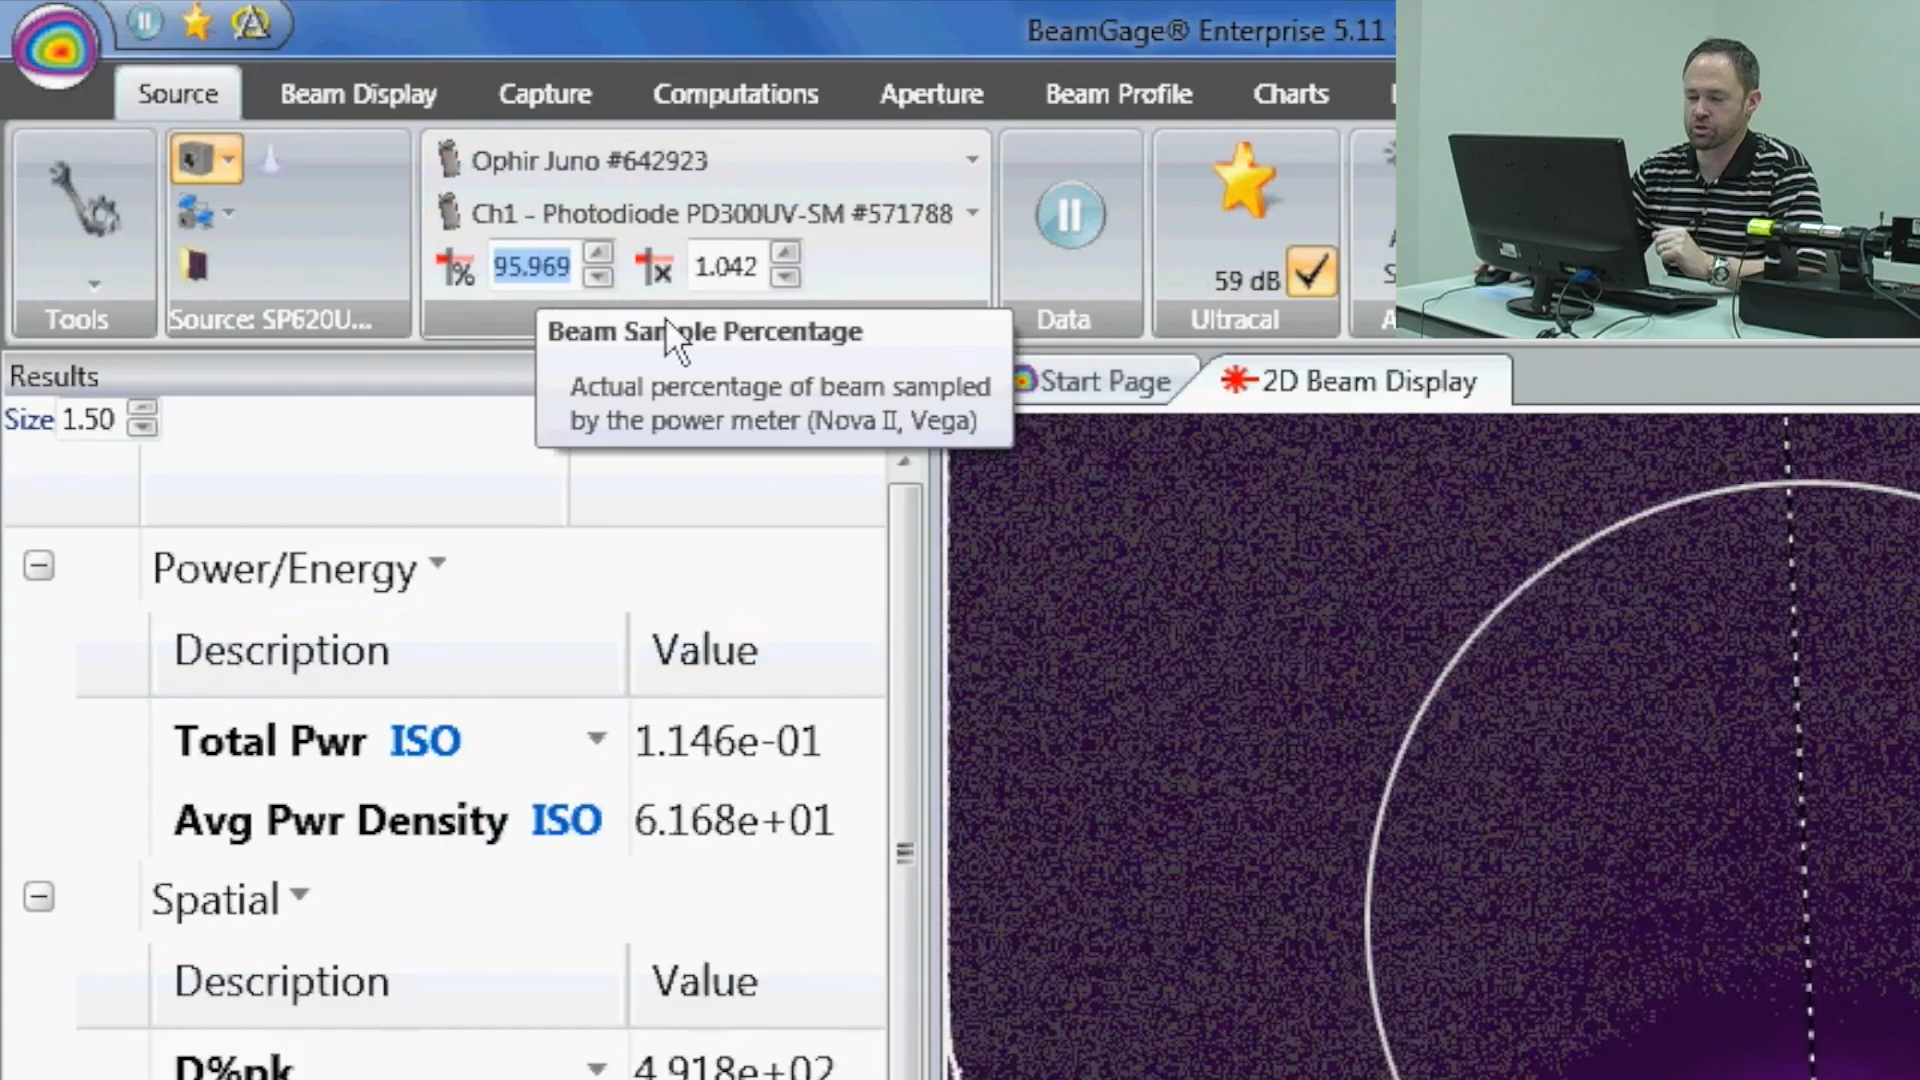 BeamGage® Enterprise 5.11
Source
Beam Display
Capture
Computations
Aperture
Beam Profile
Charts
Ophir Juno #642923
Ch1 - Photodiode PD300UV-SM #571788
% 95.969
x 1.042
59 dB
Tools
Source: SP620U...
Data
Ultracal
Beam Sample Percentage
Actual percentage of beam sampled
by the power meter (Nova II, Vega)
Results
Start Page
2D Beam Display
Size 1.50
Power/Energy
Description Value
Total Pwr ISO 1.146e-01
Avg Pwr Density ISO 6.168e+01
Spatial
Description Value
D%pk 4.918e+02